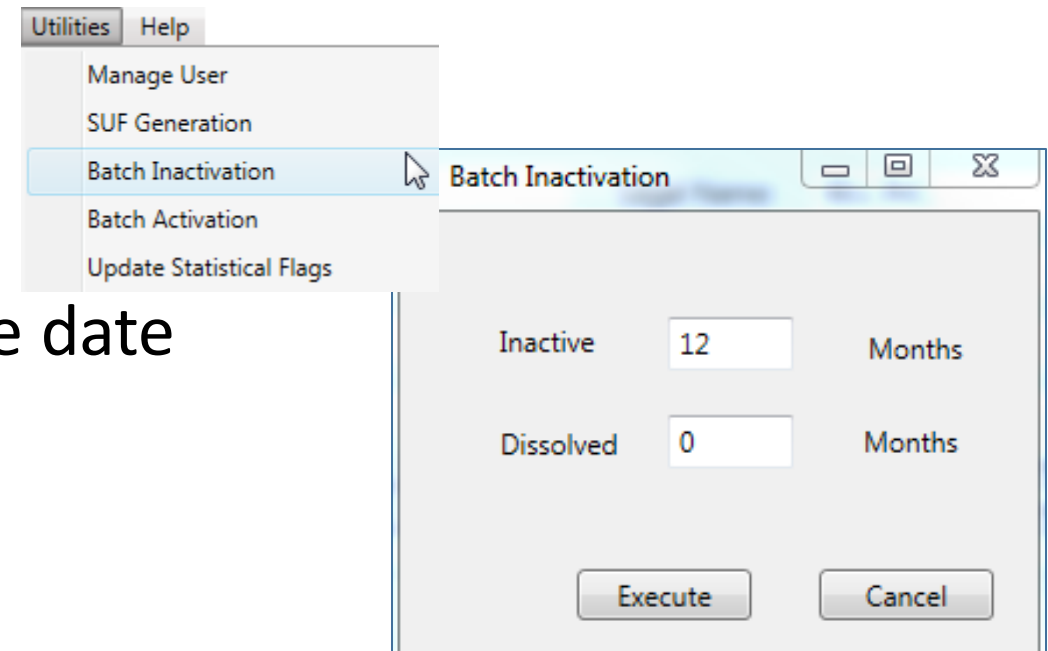 Utilities Help
Manage User
SUF Generation
Batch Inactivation
Batch Activation
Update Statistical Flags
e date
Batch Inactivation
Inactive 12 Months
Dissolved 0 Months
Execute Cancel